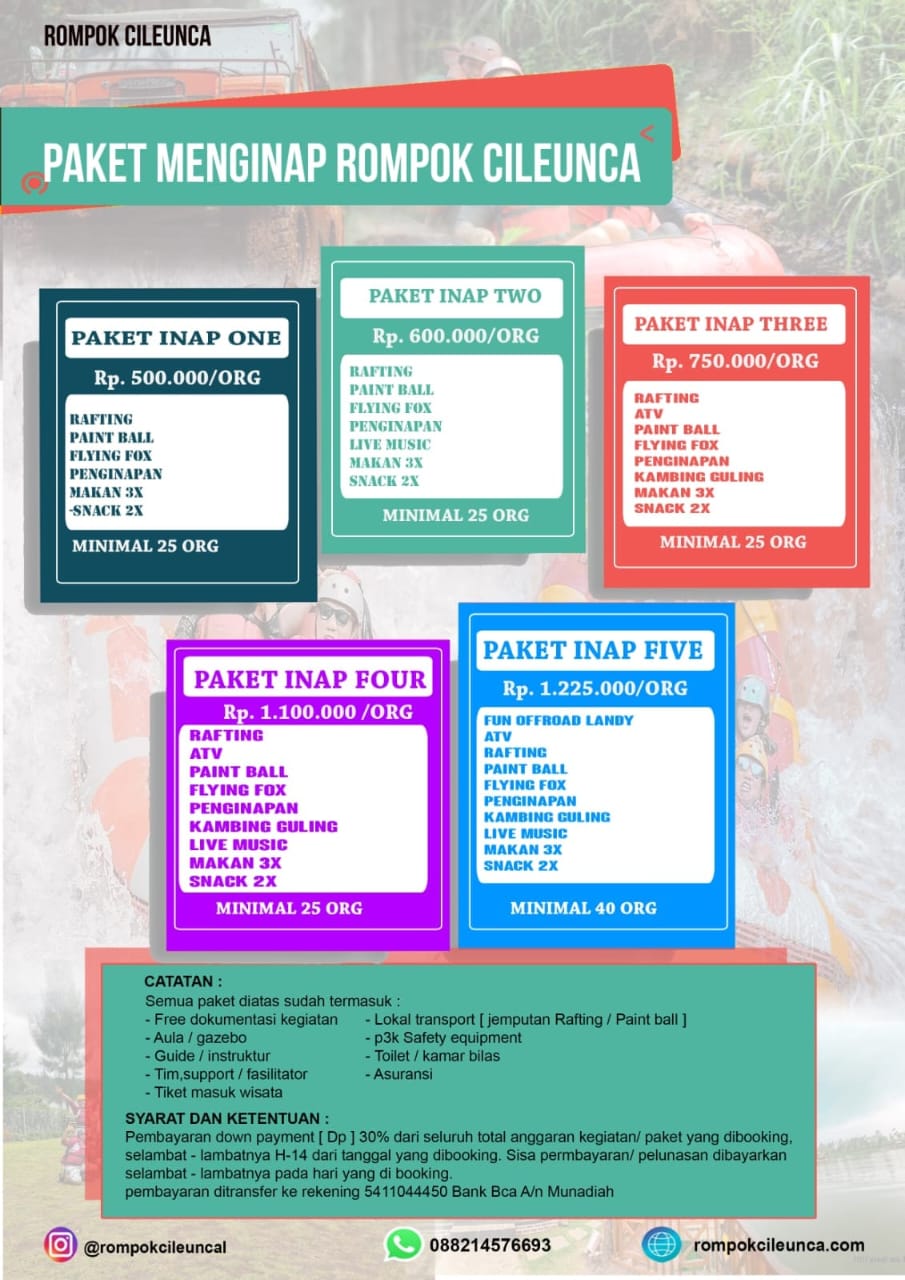 ROMPOK CILEUNCA
PAKET MENGINAP ROMPOK CILEUNCA
PAKET INAP ONE
Rp. 500.000/ORG
RAFTING
PAINT BALL
FLYING FOX
PENGINAPAN
MAKAN 3X
-SNACK 2X
MINIMAL 25 ORG
PAKET INAP TWO
Rp. 600.000/ORG
RAFTING
PAINT BALL
FLYING FOX
PENGINAPAN
LIVE MUSIC
MAKAN 3X
SNACK 2X
MINIMAL 25 ORG
PAKET INAP THREE
Rp. 750.000/ORG
RAFTING
ATV
PAINT BALL
FLYING FOX
PENGINAPAN
KAMBING GULING
MAKAN 3X
SNACK 2X
MINIMAL 25 ORG
PAKET INAP FOUR
Rp. 1.100.000 /ORG
RAFTING
ATV
PAINT BALL
FLYING FOX
PENGINAPAN
KAMBING GULING
LIVE MUSIC
MAKAN 3X
SNACK 2X
MINIMAL 25 ORG
PAKET INAP FIVE
Rp. 1.225.000/ORG
FUN OFFROAD LANDY
ATV
RAFTING
PAINT BALL
FLYING FOX
PENGINAPAN
KAMBING GULING
LIVE MUSIC
MAKAN 3X
SNACK 2X
MINIMAL 40 ORG
CATATAN :
Semua paket diatas sudah termasuk :
- Free dokumentasi kegiatan
- Aula / gazebo
- Guide / instruktur
- Tim,support / fasilitator
- Tiket masuk wisata
- Lokal transport [ jemputan Rafting / Paint ball ]
- p3k Safety equipment
- Toilet / kamar bilas
- Asuransi
SYARAT DAN KETENTUAN :
Pembayaran down payment [ Dp ] 30% dari seluruh total anggaran kegiatan/ paket yang dibooking,
selambat - lambatnya H-14 dari tanggal yang dibooking. Sisa permbayaran/ pelunasan dibayarkan
selambat - lambatnya pada hari yang di booking.
pembayaran ditransfer ke rekening 5411044450 Bank Bca A/n Munadiah
@rompokcileuncal
088214576693
rompokcileunca.com